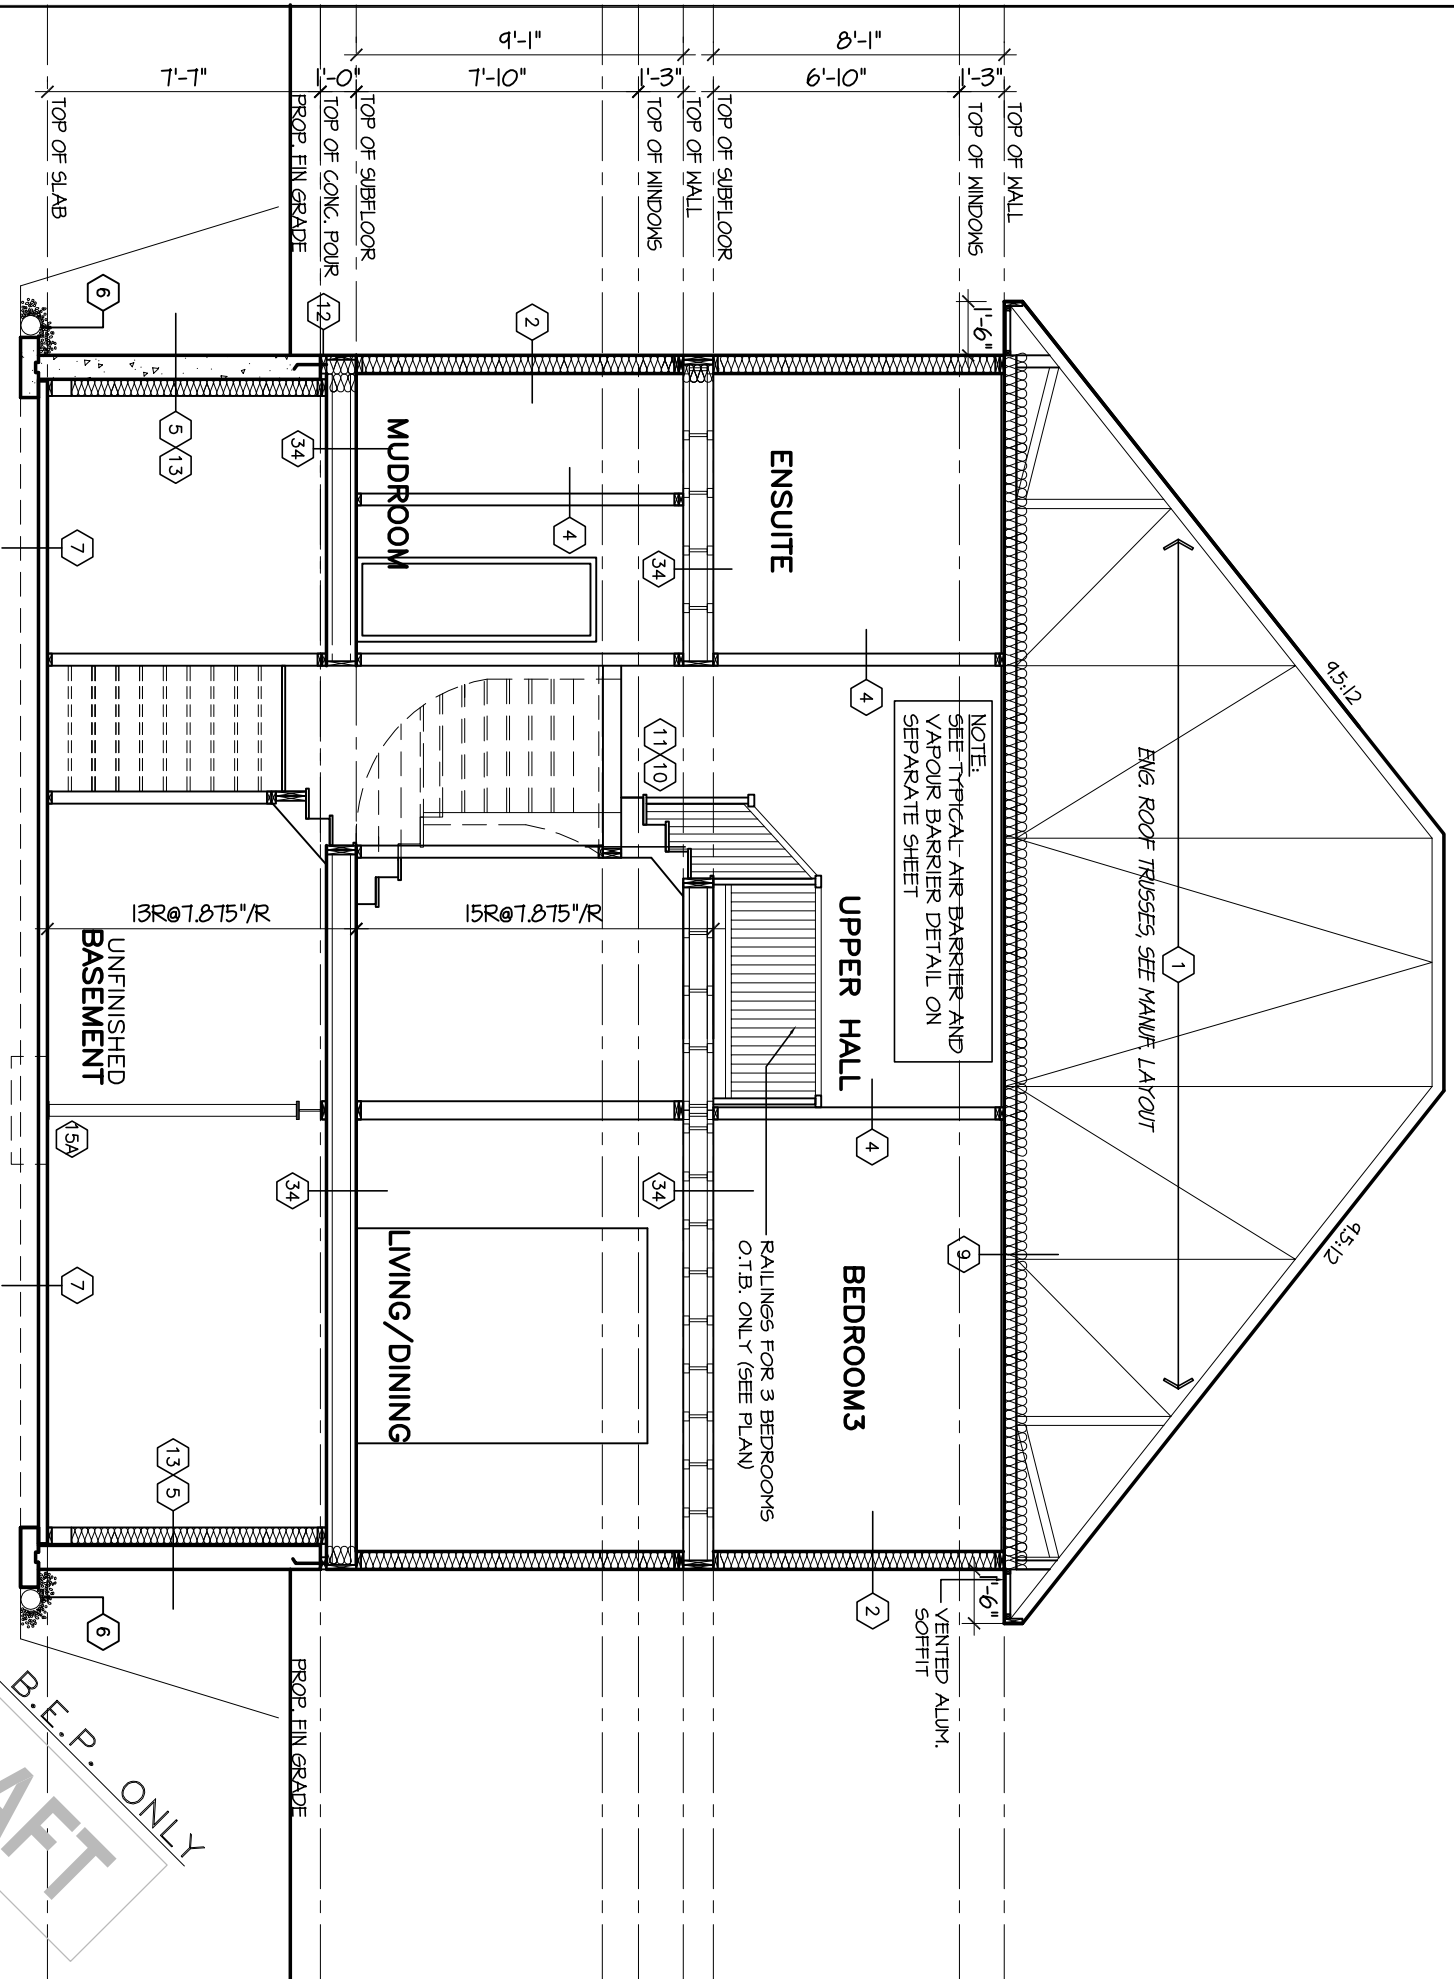 9.5:12
9.5:12
ENG. ROOF TRUSSES, SEE MANUF. LAYOUT
1
TOP OF WALL
TOP OF WINDOWS
1'-3"
8'-1"
6'-10"
1'-6"
1'-6"
VENTED ALUM.
SOFFIT
9
NOTE:
SEE TYPICAL AIR BARRIER AND
VAPOUR BARRIER DETAIL ON
SEPARATE SHEET
4
4
2
ENSUITE
UPPER HALL
BEDROOM3
RAILINGS FOR 3 BEDROOMS
O.T.B. ONLY (SEE PLAN)
TOP OF SUBFLOOR
TOP OF WALL
TOP OF WINDOWS
1'-3"
9'-1"
7'-10"
34
11
10
34
2
4
15R@7.875"/R
MUDROOM
LIVING/DINING
TOP OF SUBFLOOR
TOP OF CONC. POUR
1'-0"
PROP. FIN GRADE
PROP. FIN GRADE
12
34
34
7'-7"
5
13
13
5
13R@7.875"/R
UNFINISHED
BASEMENT
6
6
7
15A
7
TOP OF SLAB
B.E.P. ONLY
AFT